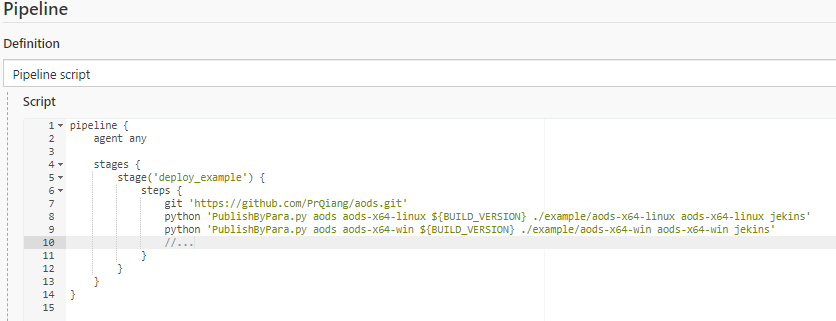 Pipeline
Definition
Pipeline script
Script
1 pipeline {
2     agent any
3
4     stages {
5         stage('deploy_example') {
6             steps {
7                 git 'https://github.com/PrQiang/aods.git'
8                 python 'PublishByPara.py aods aods-x64-linux ${BUILD_VERSION} ./example/aods-x64-linux aods-x64-linux jekins'
9                 python 'PublishByPara.py aods aods-x64-win ${BUILD_VERSION} ./example/aods-x64-win aods-x64-win jekins'
10                 //...
11             }
12         }
13     }
14 }
15